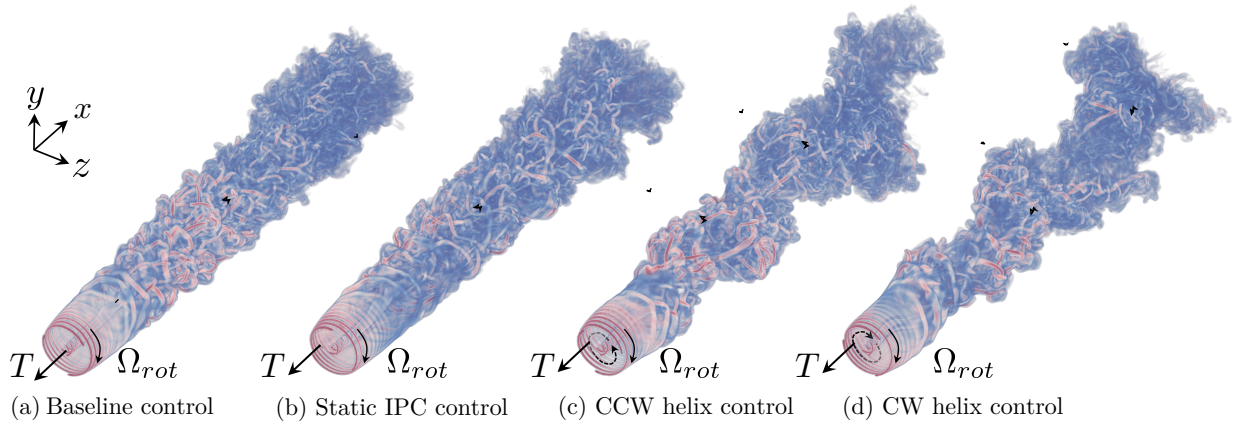 y
x
z
T
Ω_rot
T
Ω_rot
T
Ω_rot
T
Ω_rot
(a) Baseline control
(b) Static IPC control
(c) CCW helix control
(d) CW helix control